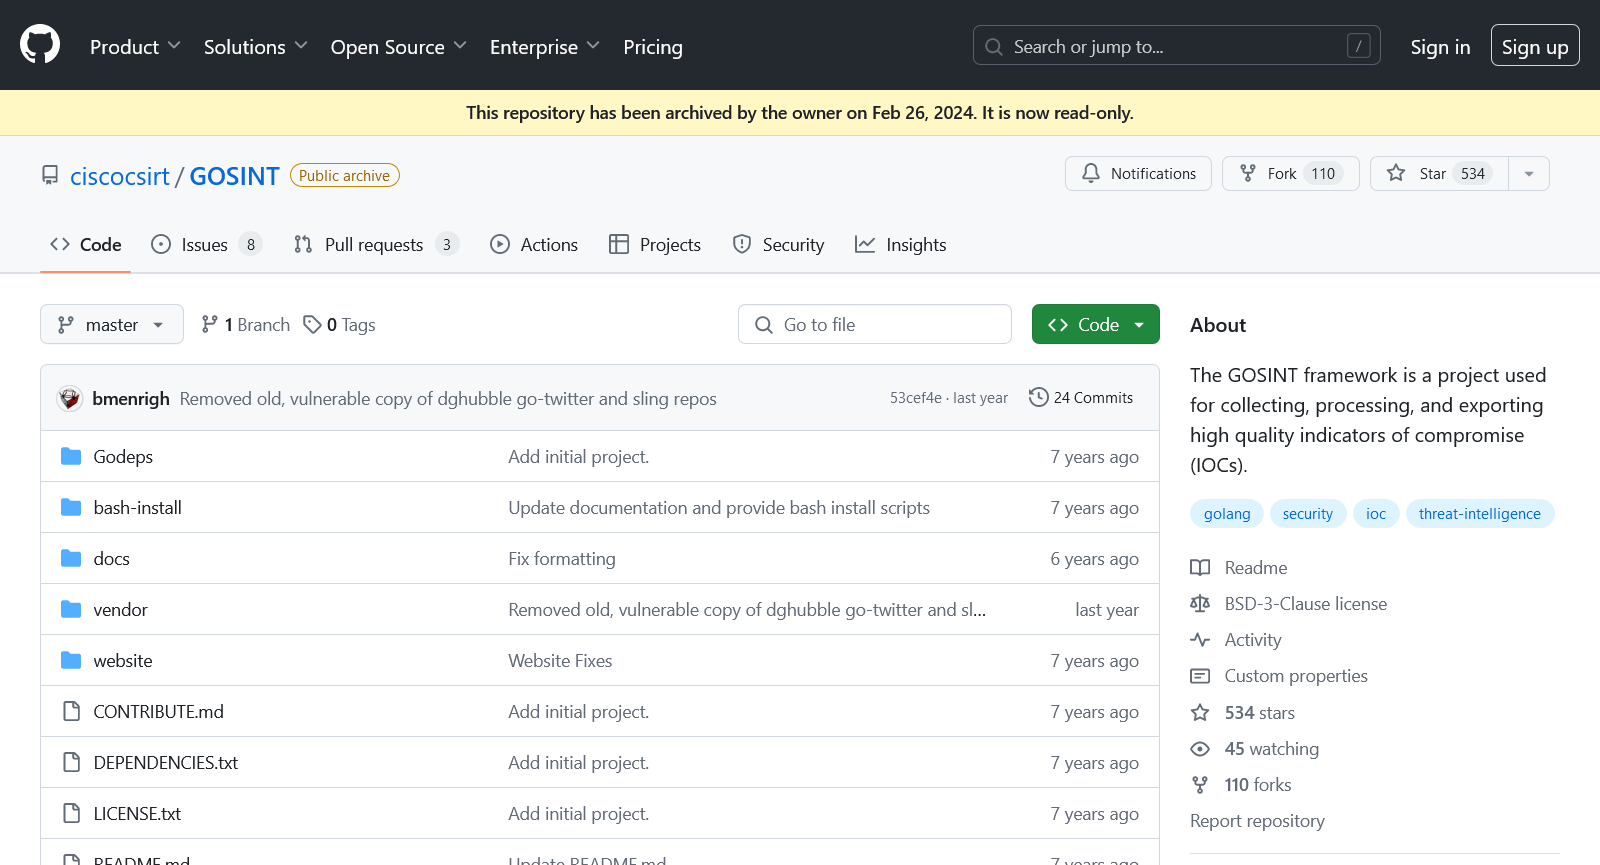 Product Solutions Open Source Enterprise Pricing Search or jump to... / Sign in Sign up
This repository has been archived by the owner on Feb 26, 2024. It is now read-only.
ciscocsirt / GOSINT Public archive Notifications Fork 110 Star 534
Code Issues 8 Pull requests 3 Actions Projects Security Insights
master 1 Branch 0 Tags Go to file Code
bmenrigh Removed old, vulnerable copy of dghubble go-twitter and sling repos 53cef4e · last year 24 Commits
Godeps Add initial project. 7 years ago
bash-install Update documentation and provide bash install scripts 7 years ago
docs Fix formatting 6 years ago
vendor Removed old, vulnerable copy of dghubble go-twitter and sl... last year
website Website Fixes 7 years ago
CONTRIBUTE.md Add initial project. 7 years ago
DEPENDENCIES.txt Add initial project. 7 years ago
LICENSE.txt Add initial project. 7 years ago
README.md Update README.md 7 years ago
About
The GOSINT framework is a project used
for collecting, processing, and exporting
high quality indicators of compromise
(IOCs).
golang security ioc threat-intelligence
Readme
BSD-3-Clause license
Activity
Custom properties
534 stars
45 watching
110 forks
Report repository